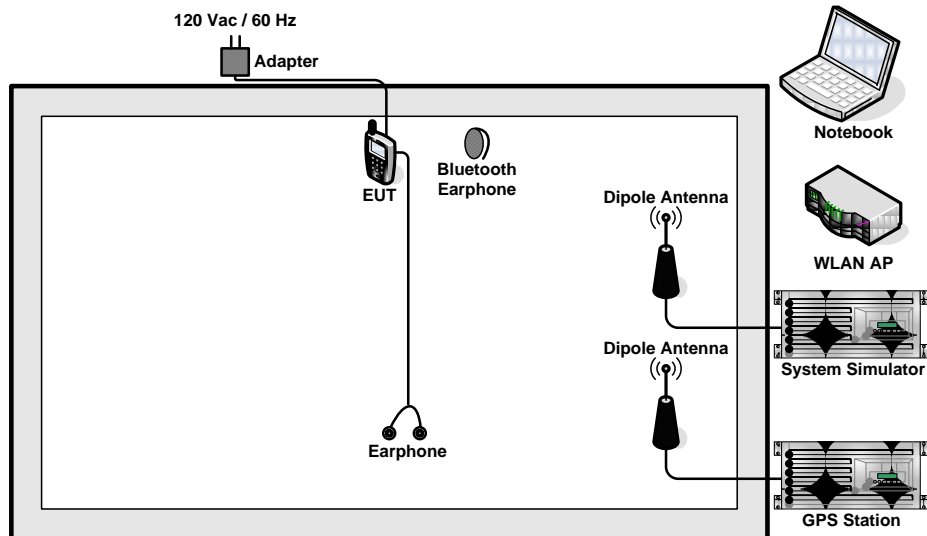 120 Vac / 60 Hz
Adapter
Notebook
EUT
Bluetooth
Earphone
Dipole Antenna
WLAN AP
System Simulator
Dipole Antenna
Earphone
GPS Station